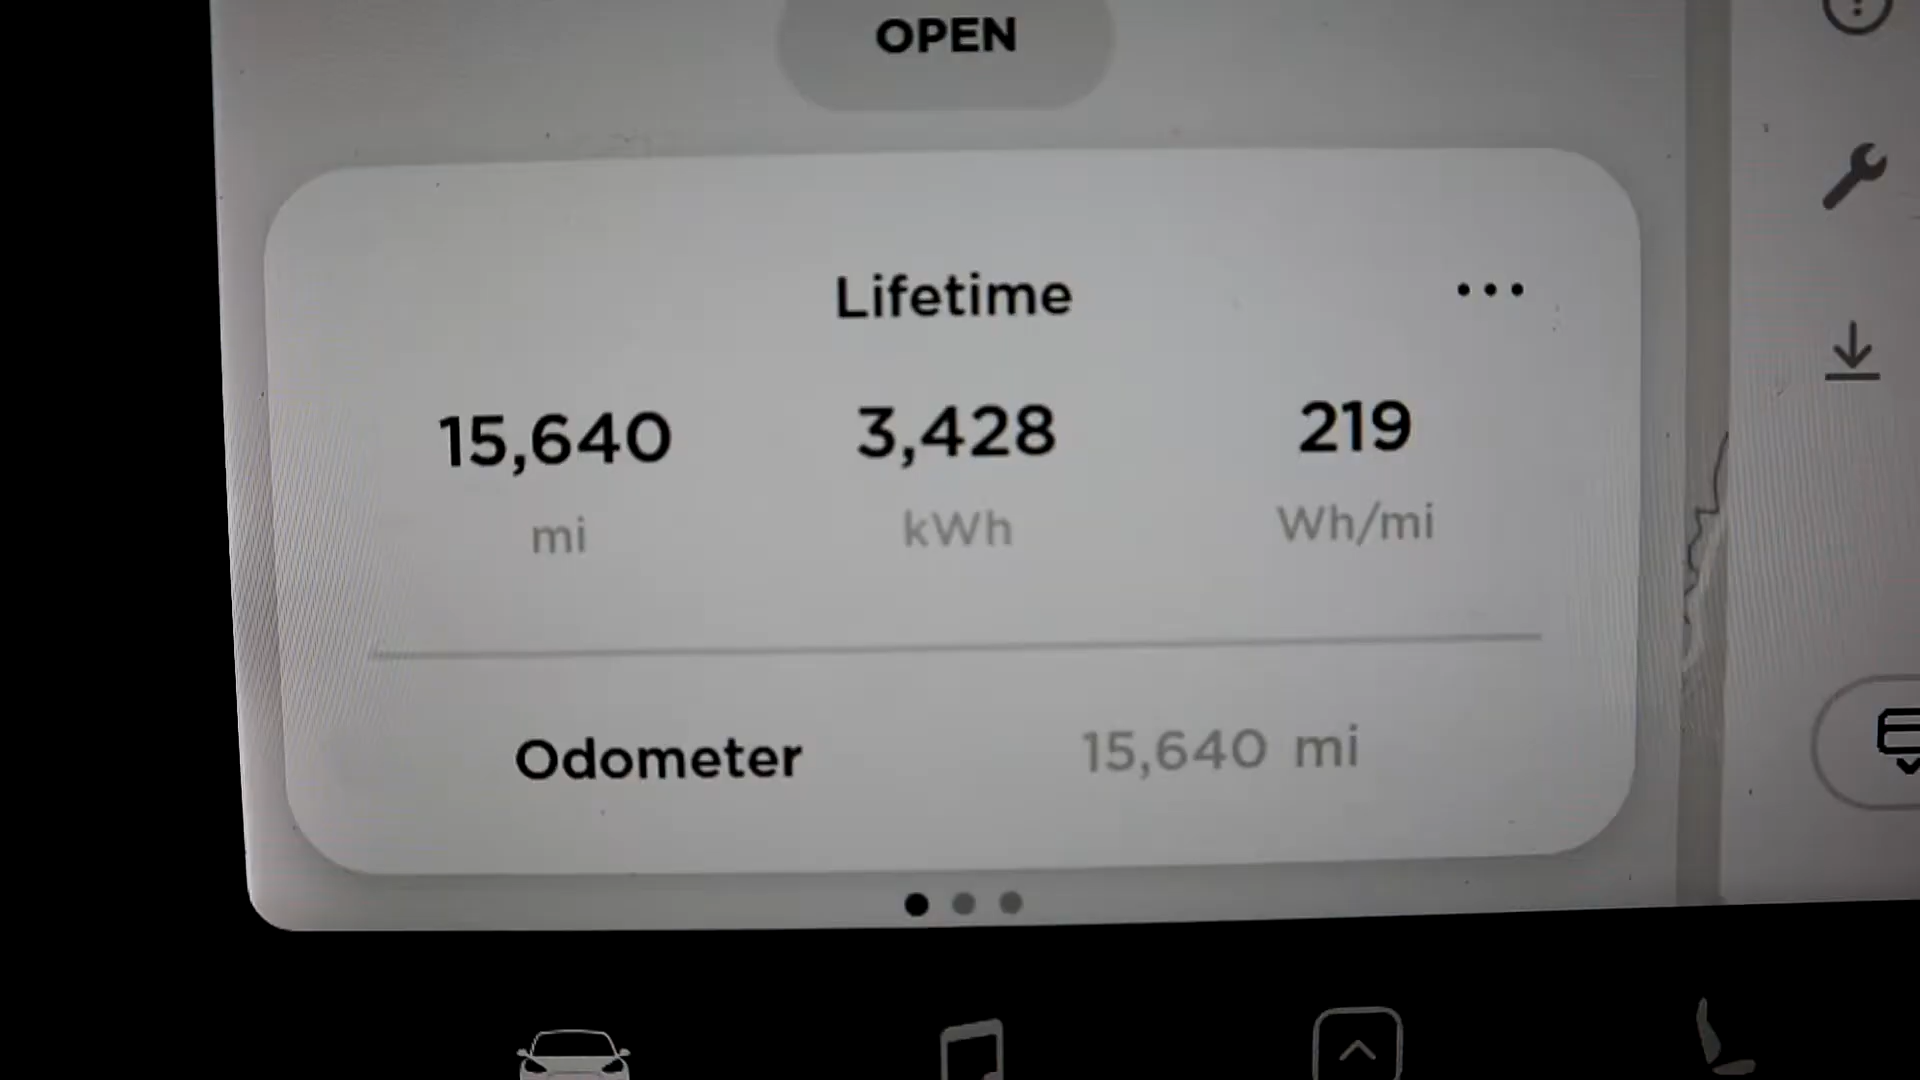 OPEN
Lifetime
15,640 3,428 219
mi kWh Wh/mi
Odometer 15,640 mi